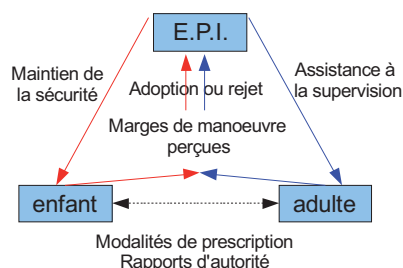 E.P.I.
Maintien de
la sécurité
Adoption ou rejet
Assistance à
la supervision
Marges de manoeuvre
perçues
enfant
adulte
Modalités de prescription
Rapports d'autorité